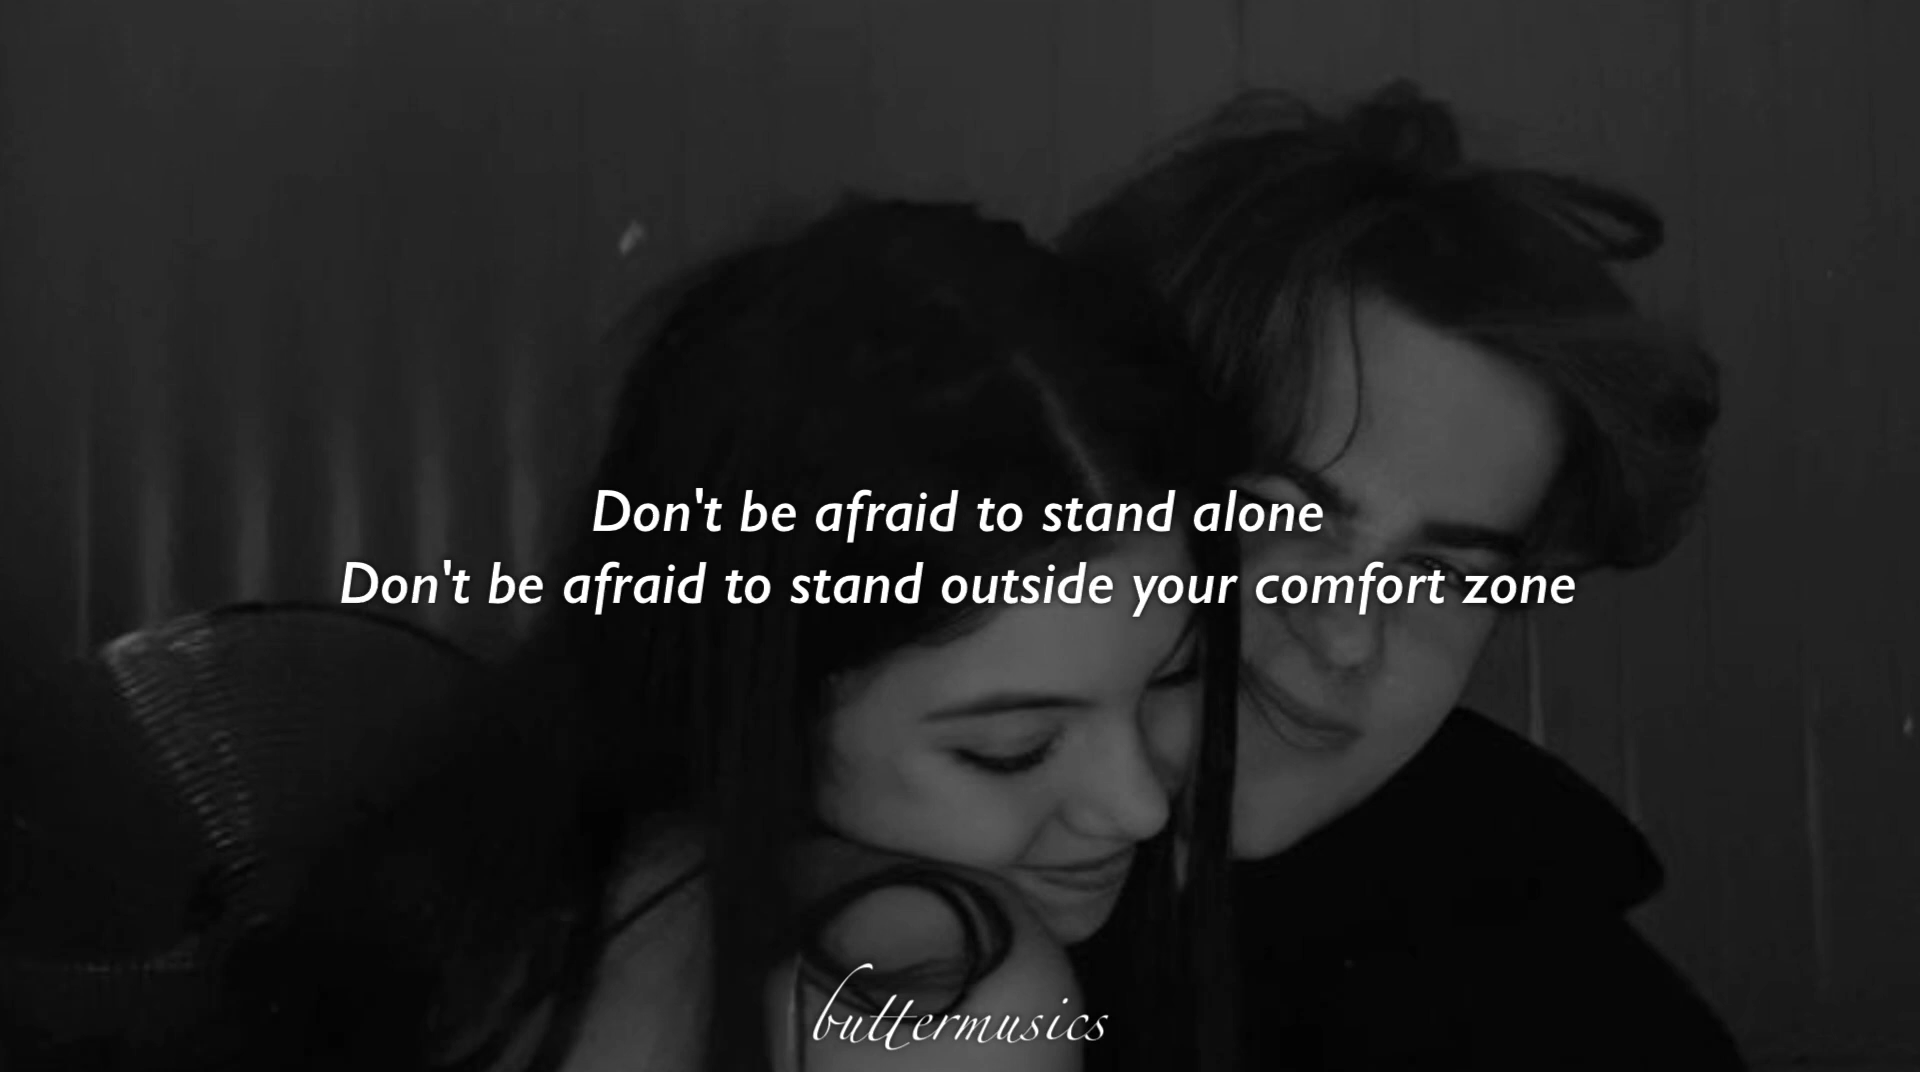 Don't be afraid to stand alone
Don't be afraid to stand outside your comfort zone
buttermusics